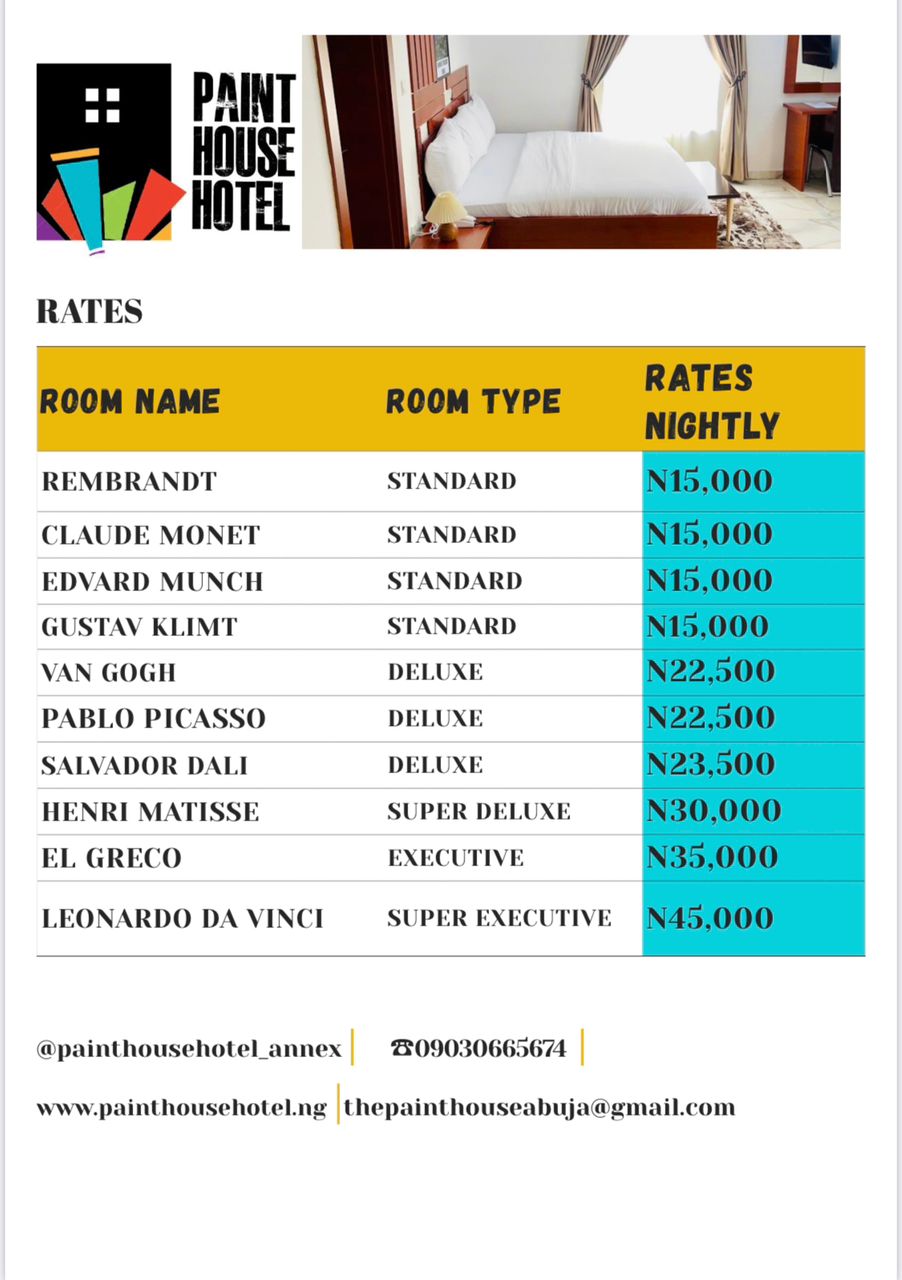 PAINT
HOUSE
HOTEL
RATES
ROOM NAME ROOM TYPE RATES NIGHTLY
REMBRANDT STANDARD N15,000
CLAUDE MONET STANDARD N15,000
EDVARD MUNCH STANDARD N15,000
GUSTAV KLIMT STANDARD N15,000
VAN GOGH DELUXE N22,500
PABLO PICASSO DELUXE N22,500
SALVADOR DALI DELUXE N23,500
HENRI MATISSE SUPER DELUXE N30,000
EL GRECO EXECUTIVE N35,000
LEONARDO DA VINCI SUPER EXECUTIVE N45,000
@painthousehotel_annex | ☎09030665674 |
www.painthousehotel.ng | thepainthouseabuja@gmail.com